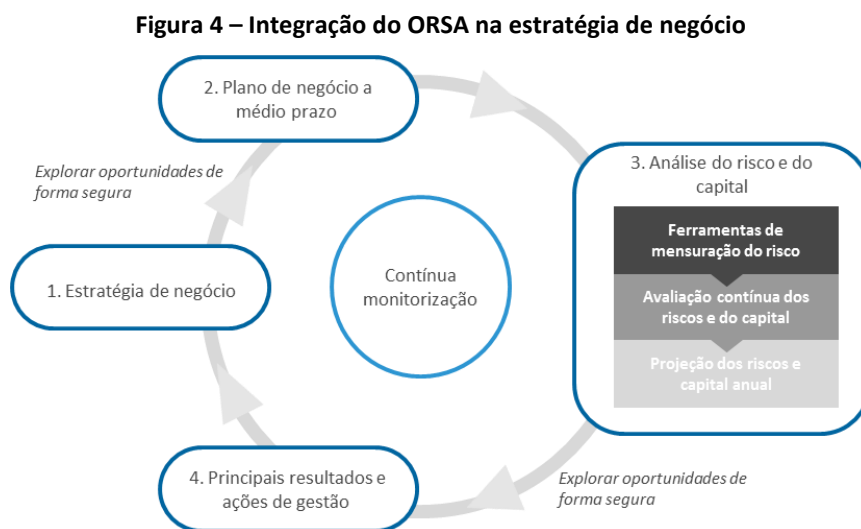 Figura 4 – Integração do ORSA na estratégia de negócio
2. Plano de negócio a
médio prazo
Explorar oportunidades de
forma segura
1. Estratégia de negócio
Contínua
monitorização
3. Análise do risco e do
capital
Ferramentas de
mensuração do risco
Avaliação contínua dos
riscos e do capital
Projeção dos riscos e
capital anual
4. Principais resultados e
ações de gestão
Explorar oportunidades de
forma segura